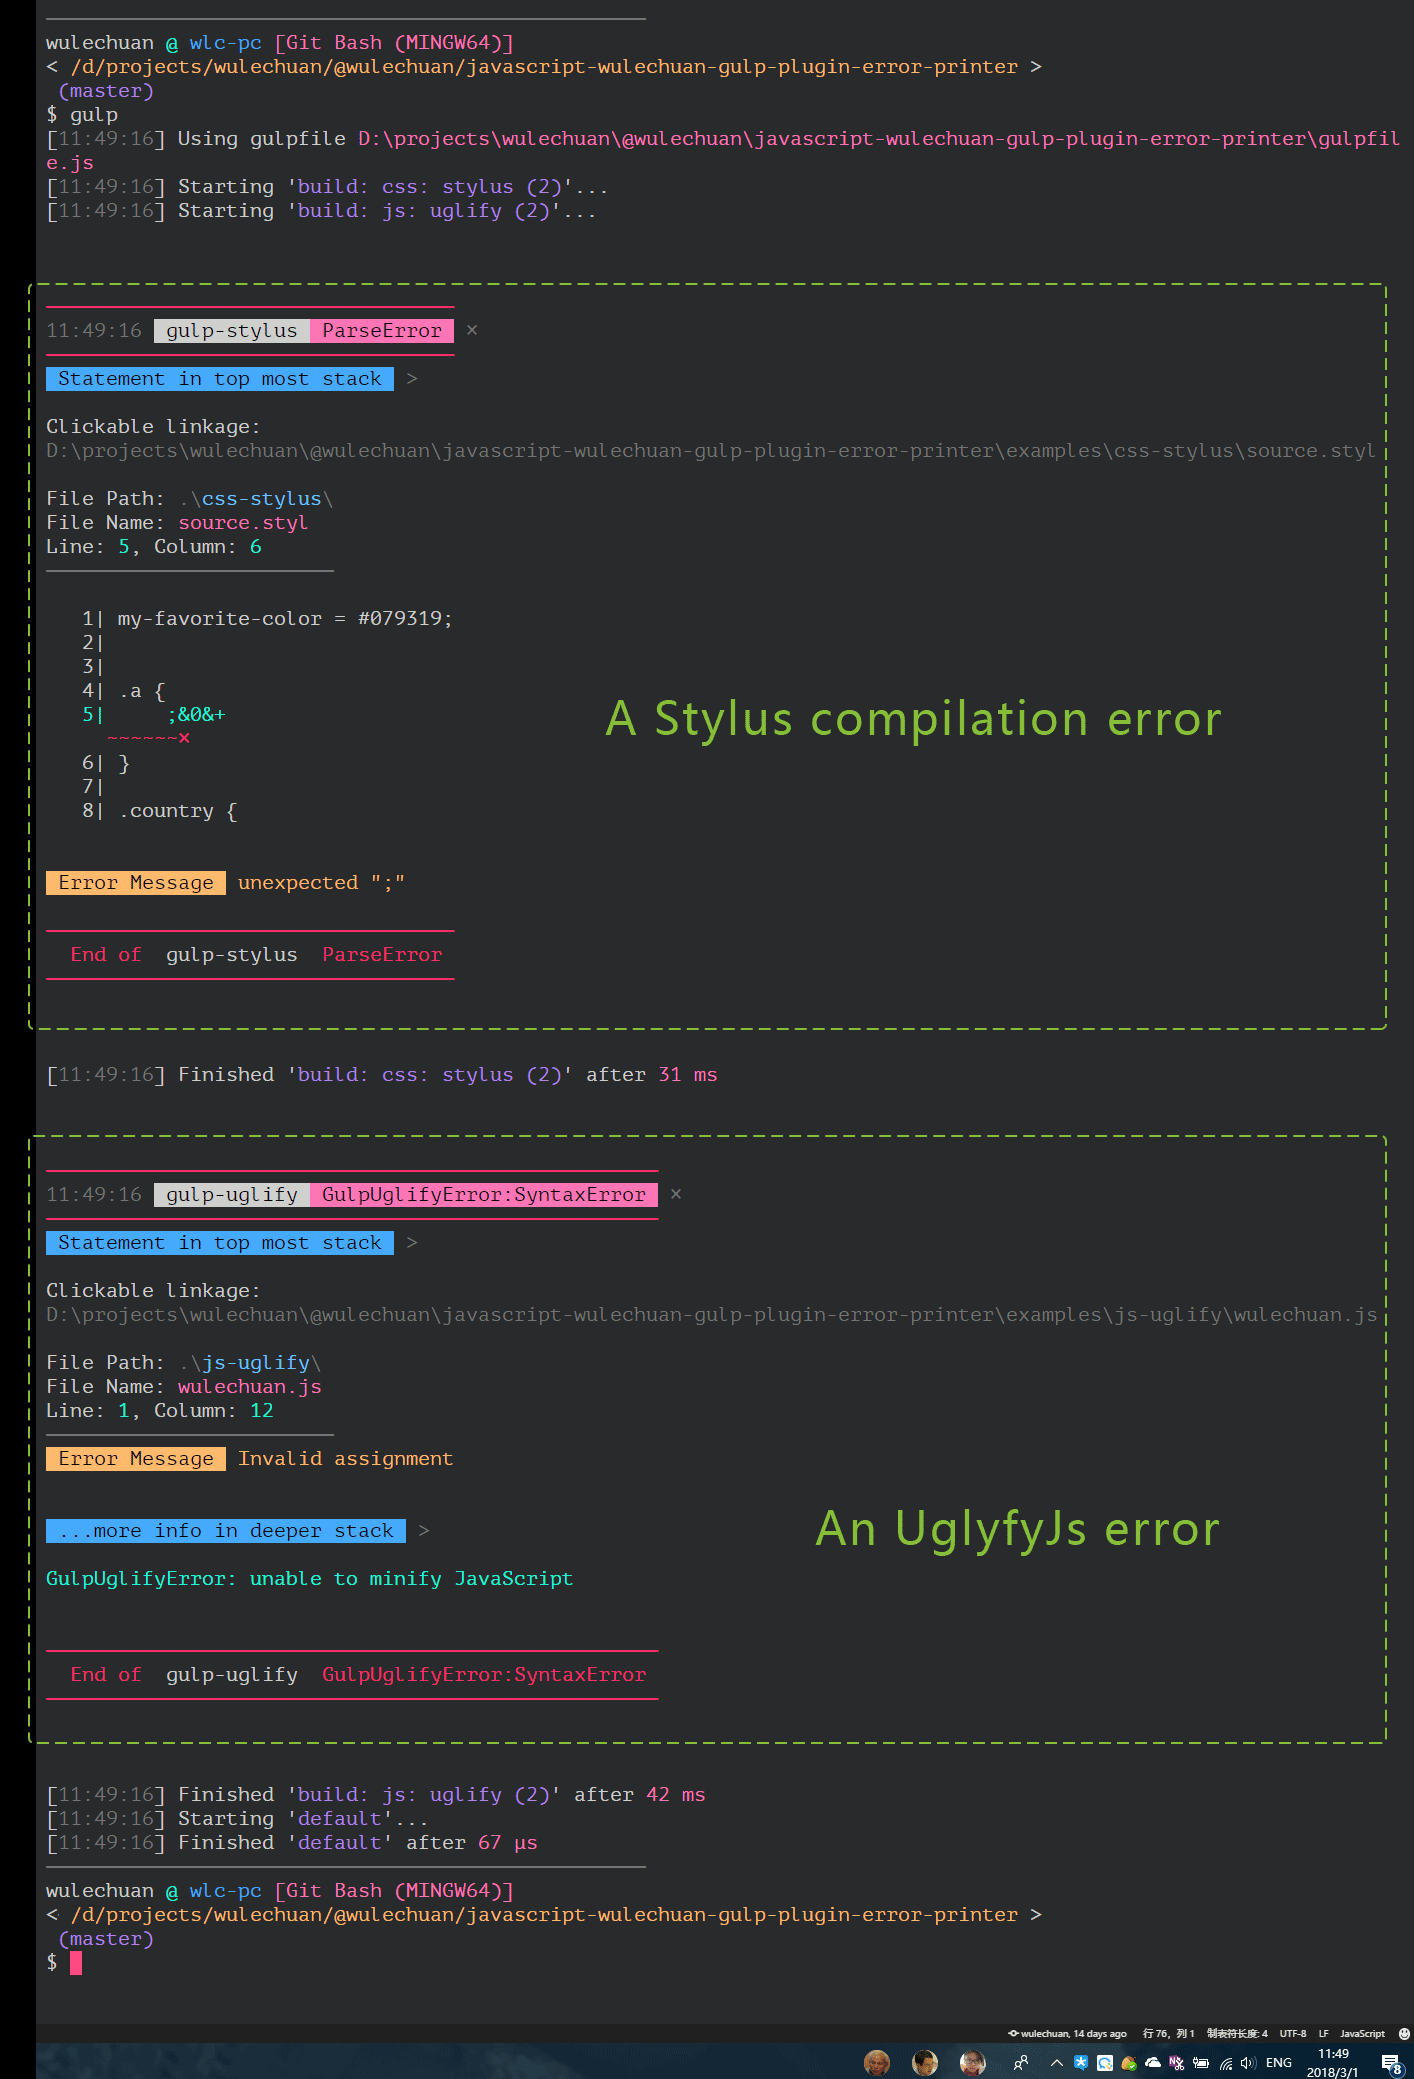 wulechuan @ wlc-pc [Git Bash (MINGW64)]
< /d/projects/wulechuan/@wulechuan/javascript-wulechuan-gulp-plugin-error-printer >
(master)
$ gulp
[11:49:16] Using gulpfile D:\projects\wulechuan\@wulechuan\javascript-wulechuan-gulp-plugin-error-printer\gulpfil
e.js
[11:49:16] Starting 'build: css: stylus (2)'...
[11:49:16] Starting 'build: js: uglify (2)'...
11:49:16 gulp-stylus ParseError ×
Statement in top most stack >
Clickable linkage:
D:\projects\wulechuan\@wulechuan\javascript-wulechuan-gulp-plugin-error-printer\examples\css-stylus\source.styl
File Path: .\css-stylus\
File Name: source.styl
Line: 5, Column: 6
1| my-favorite-color = #079319;
2|
3|
4| .a {
5|     ;&0&+
~~~~~~×
6| }
7|
8| .country {
A Stylus compilation error
Error Message unexpected ";"
End of gulp-stylus ParseError
[11:49:16] Finished 'build: css: stylus (2)' after 31 ms
11:49:16 gulp-uglify GulpUglifyError:SyntaxError ×
Statement in top most stack >
Clickable linkage:
D:\projects\wulechuan\@wulechuan\javascript-wulechuan-gulp-plugin-error-printer\examples\js-uglify\wulechuan.js
File Path: .\js-uglify\
File Name: wulechuan.js
Line: 1, Column: 12
Error Message Invalid assignment
...more info in deeper stack >
An UglyfyJs error
GulpUglifyError: unable to minify JavaScript
End of gulp-uglify GulpUglifyError:SyntaxError
[11:49:16] Finished 'build: js: uglify (2)' after 42 ms
[11:49:16] Starting 'default'...
[11:49:16] Finished 'default' after 67 μs
wulechuan @ wlc-pc [Git Bash (MINGW64)]
< /d/projects/wulechuan/@wulechuan/javascript-wulechuan-gulp-plugin-error-printer >
(master)
$
wulechuan, 14 days ago 行 76，列 1 制表符长度: 4 UTF-8 LF JavaScript
ENG 11:49
2018/3/1 8